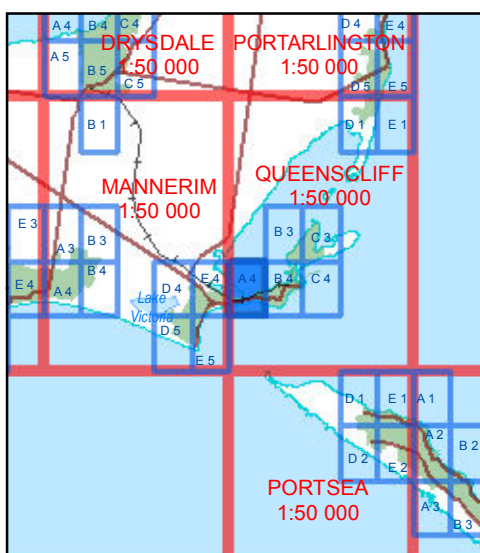 A 4 B 4 C 4 D 4 E 4
DRYSDALE PORTARLINGTON
1:50 000 1:50 000
A 5 B 5 C 5 D 5 E 5
B 1 D 1 E 1
MANNERIM QUEENSCLIFF
1:50 000 1:50 000
E 3 A 3 B 3 B 3 C 3
E 4 A 4 B 4 E 4 A 4 B 4 C 4
Lake
Victoria
D 5 E 5
D 1 E 1 A 1
A 2 B 2
D 2 E 2
PORTSEA A 3 B 3
1:50 000